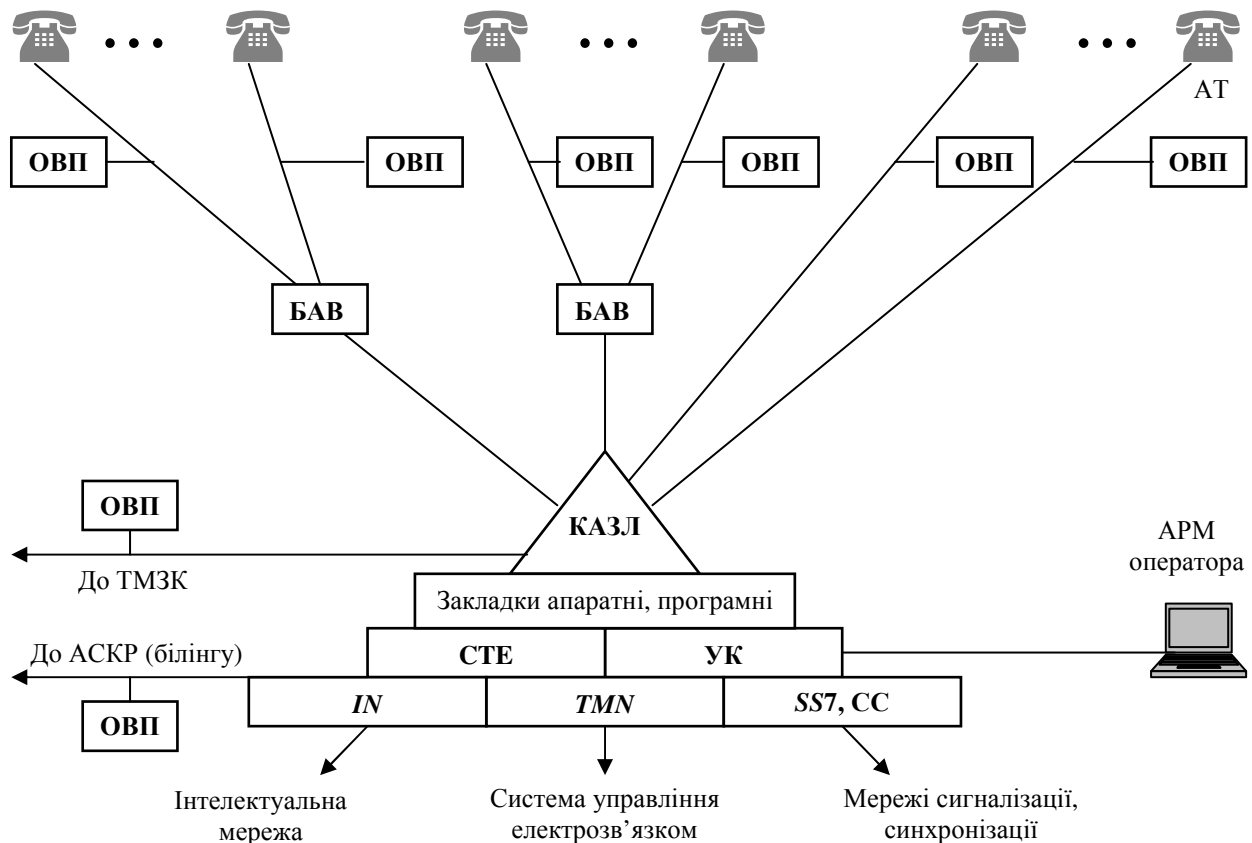 АТ
ОВП
ОВП
ОВП
ОВП
ОВП
ОВП
БАВ
БАВ
ОВП
КАЗЛ
До ТМЗК
АРМ
оператора
Закладки апаратні, програмні
До АСКР (білінгу)
СТЕ
УК
ОВП
IN
TMN
SS7, СС
Інтелектуальна
мережа
Система управління
електрозв’язком
Мережі сигналізації,
синхронізації